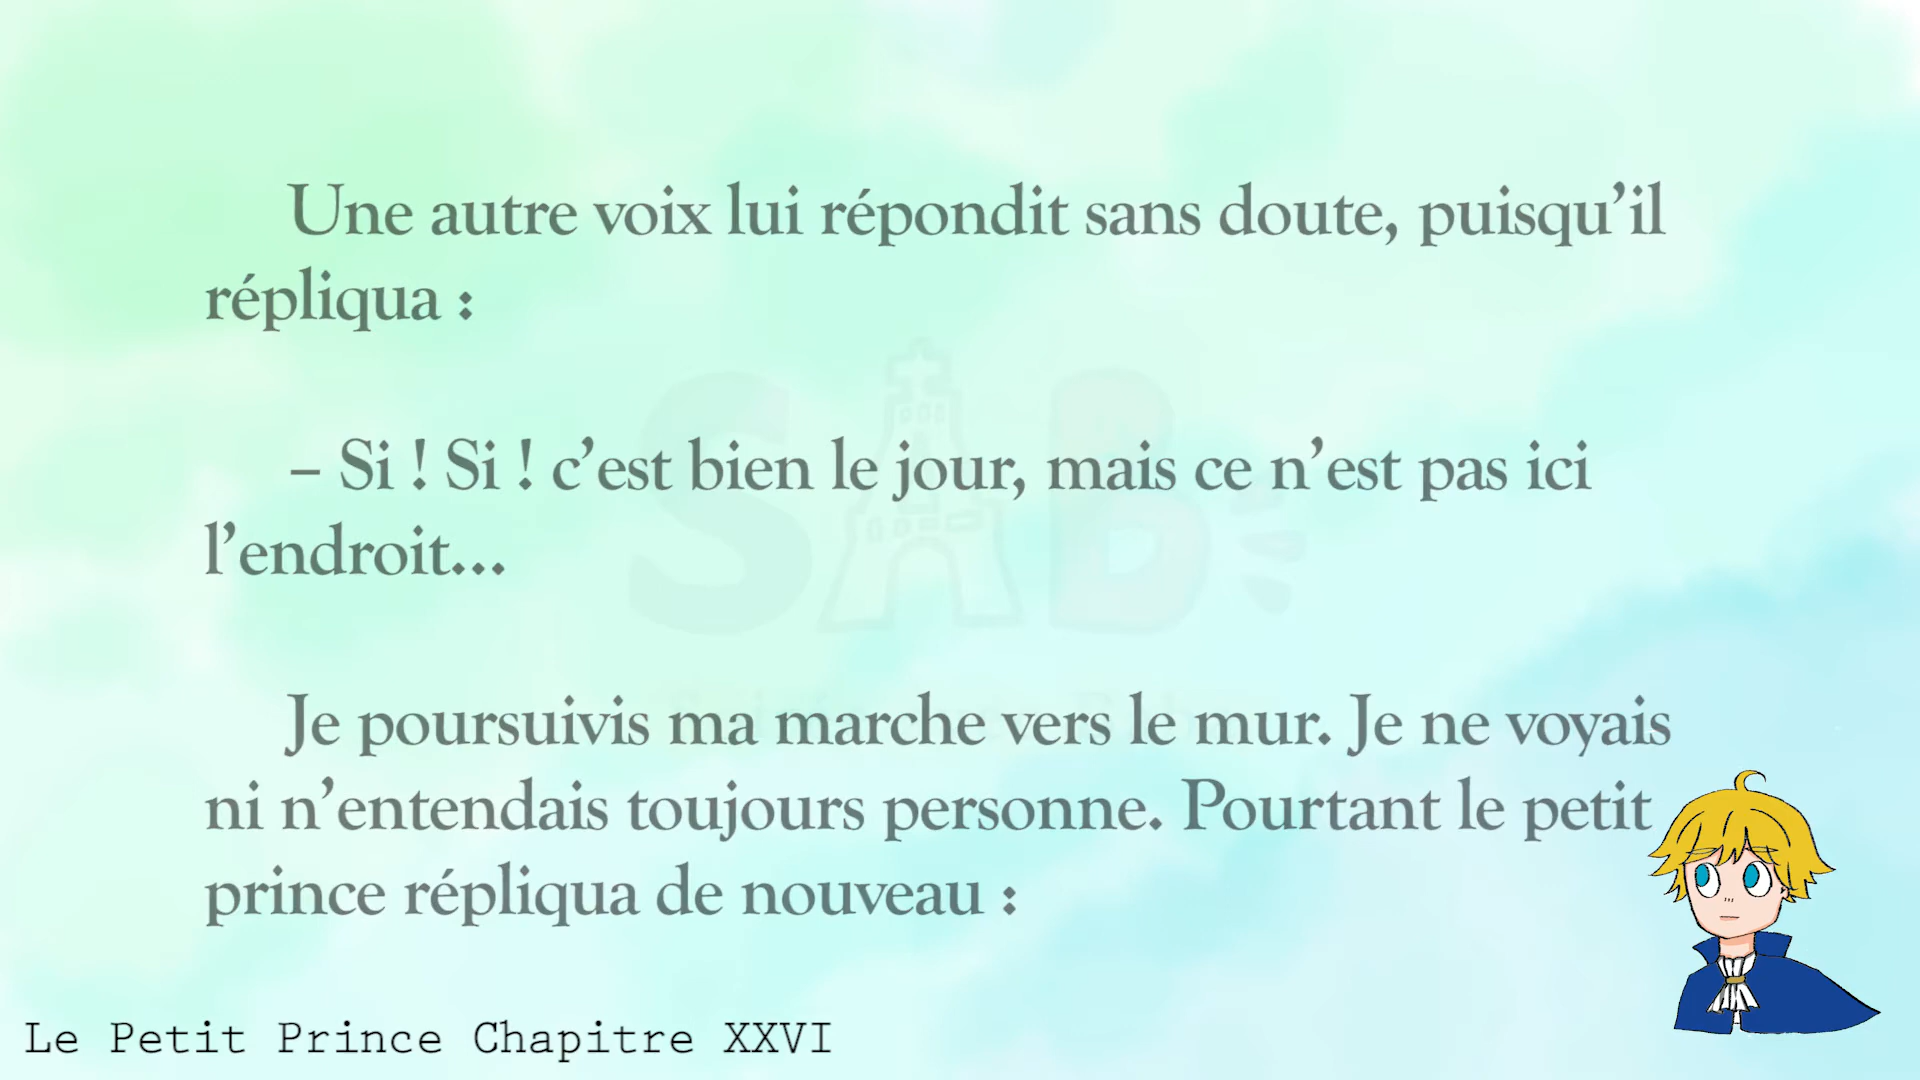 Une autre voix lui répondit sans doute, puisqu’il
répliqua :
– Si ! Si ! c’est bien le jour, mais ce n’est pas ici
l’endroit...
Je poursuivis ma marche vers le mur. Je ne voyais
ni n’entendais toujours personne. Pourtant le petit
prince répliqua de nouveau :
SAB
Le Petit Prince Chapitre XXVI